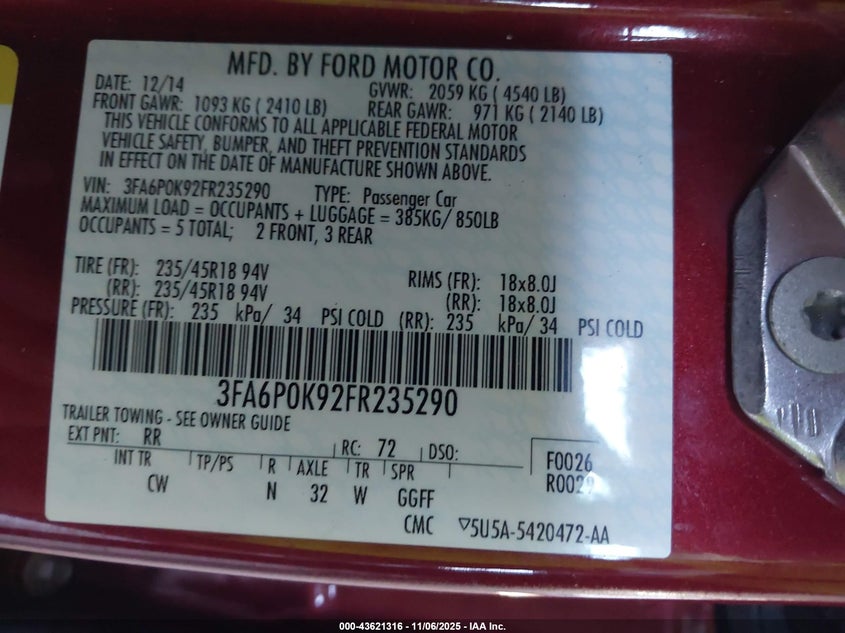 MFD. BY FORD MOTOR CO.
DATE: 12/14 GVWR: 2059 KG ( 4540 LB)
FRONT GAWR: 1093 KG ( 2410 LB) REAR GAWR: 971 KG ( 2140 LB)
THIS VEHICLE CONFORMS TO ALL APPLICABLE FEDERAL MOTOR
VEHICLE SAFETY, BUMPER, AND THEFT PREVENTION STANDARDS
IN EFFECT ON THE DATE OF MANUFACTURE SHOWN ABOVE.
VIN: 3FA6P0K92FR235290 TYPE: Passenger Car
MAXIMUM LOAD = OCCUPANTS + LUGGAGE = 385KG/ 850LB
OCCUPANTS = 5 TOTAL; 2 FRONT, 3 REAR
TIRE (FR): 235/45R18 94V RIMS (FR): 18x8.0J
(RR): 235/45R18 94V (RR): 18x8.0J
PRESSURE (FR): 235 kPa/ 34 PSI COLD (RR): 235 kPa/ 34 PSI COLD
3FA6P0K92FR235290
TRAILER TOWING - SEE OWNER GUIDE
EXT PNT: RR RC: 72 DSO: F0026
INT TR TP/PS R AXLE TR SPR R0029
CW N 32 W GGFF
CMC ▽5U5A-5420472-AA
000-43621316 - 11/06/2025 - IAA Inc.